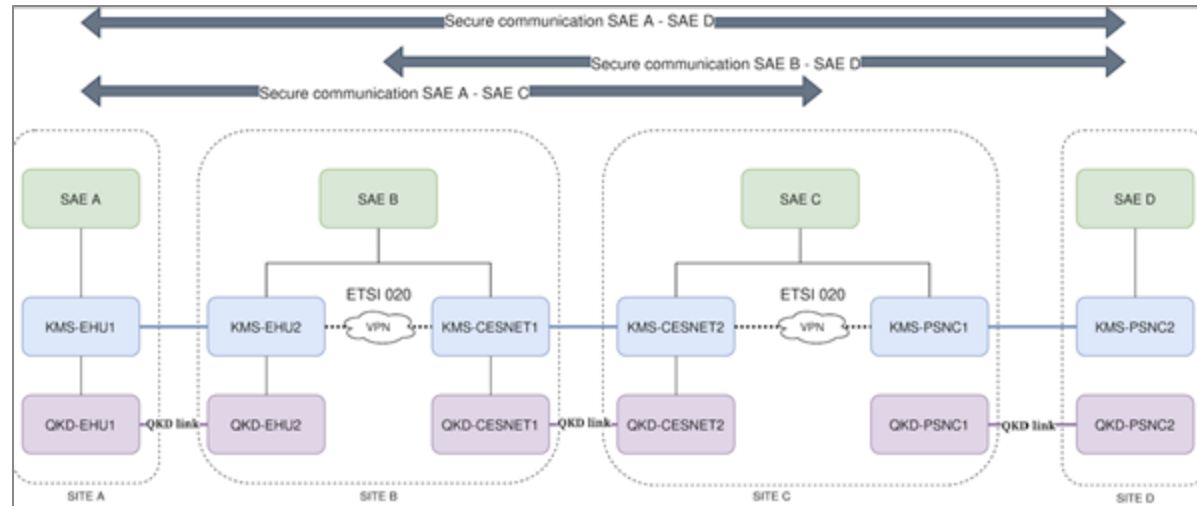 Secure communication SAE A - SAE D
Secure communication SAE B - SAE D
Secure communication SAE A - SAE C
SAE A
SAE B
SAE C
SAE D
ETSI 020
ETSI 020
KMS-EHU1
KMS-EHU2
VPN
KMS-CESNET1
KMS-CESNET2
VPN
KMS-PSNC1
KMS-PSNC2
QKD-EHU1
QKD link
QKD-EHU2
QKD-CESNET1
QKD link
QKD-CESNET2
QKD-PSNC1
QKD link
QKD-PSNC2
SITE A
SITE B
SITE C
SITE D